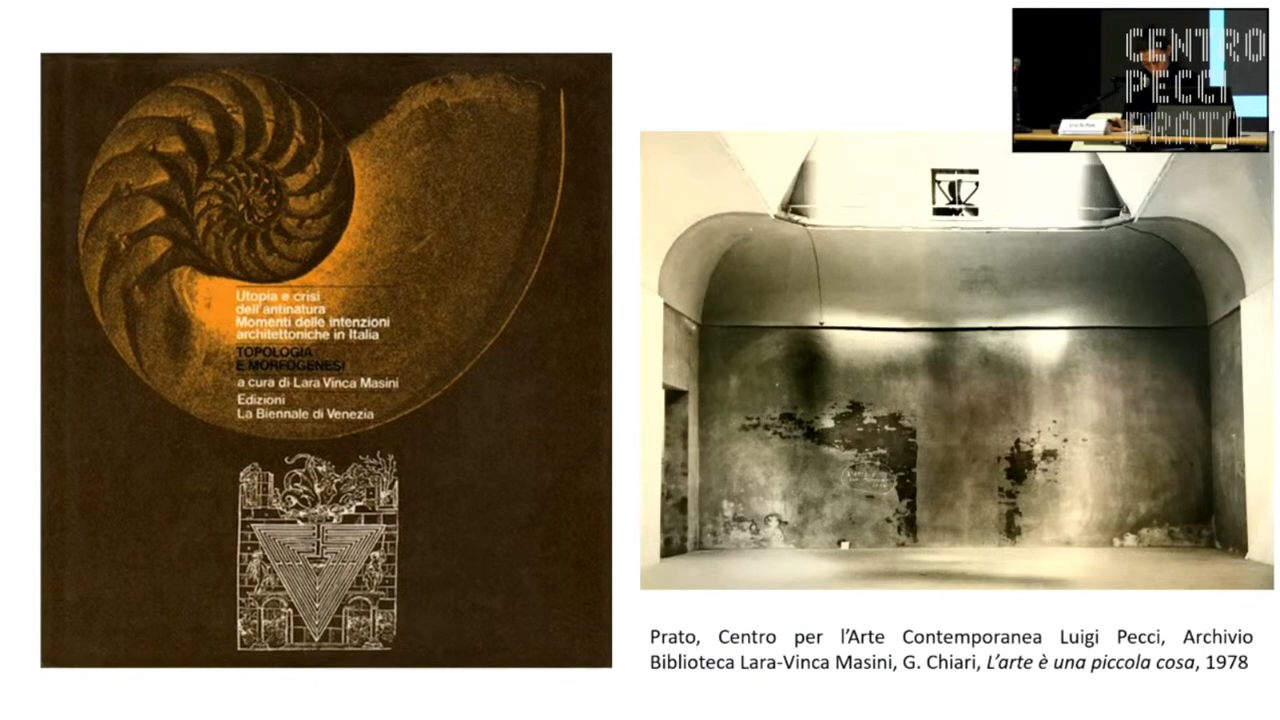 Utopia e crisi
dell'antinatura
Momenti delle intenzioni
architettoniche in Italia
TOPOLOGIA
E MORFOGENESI
a cura di Lara Vinca Masini
Edizioni
La Biennale di Venezia
CENTRO
PECCI
PRATO
Prato, Centro per l'Arte Contemporanea Luigi Pecci, Archivio
Biblioteca Lara-Vinca Masini, G. Chiari, L'arte è una piccola cosa, 1978